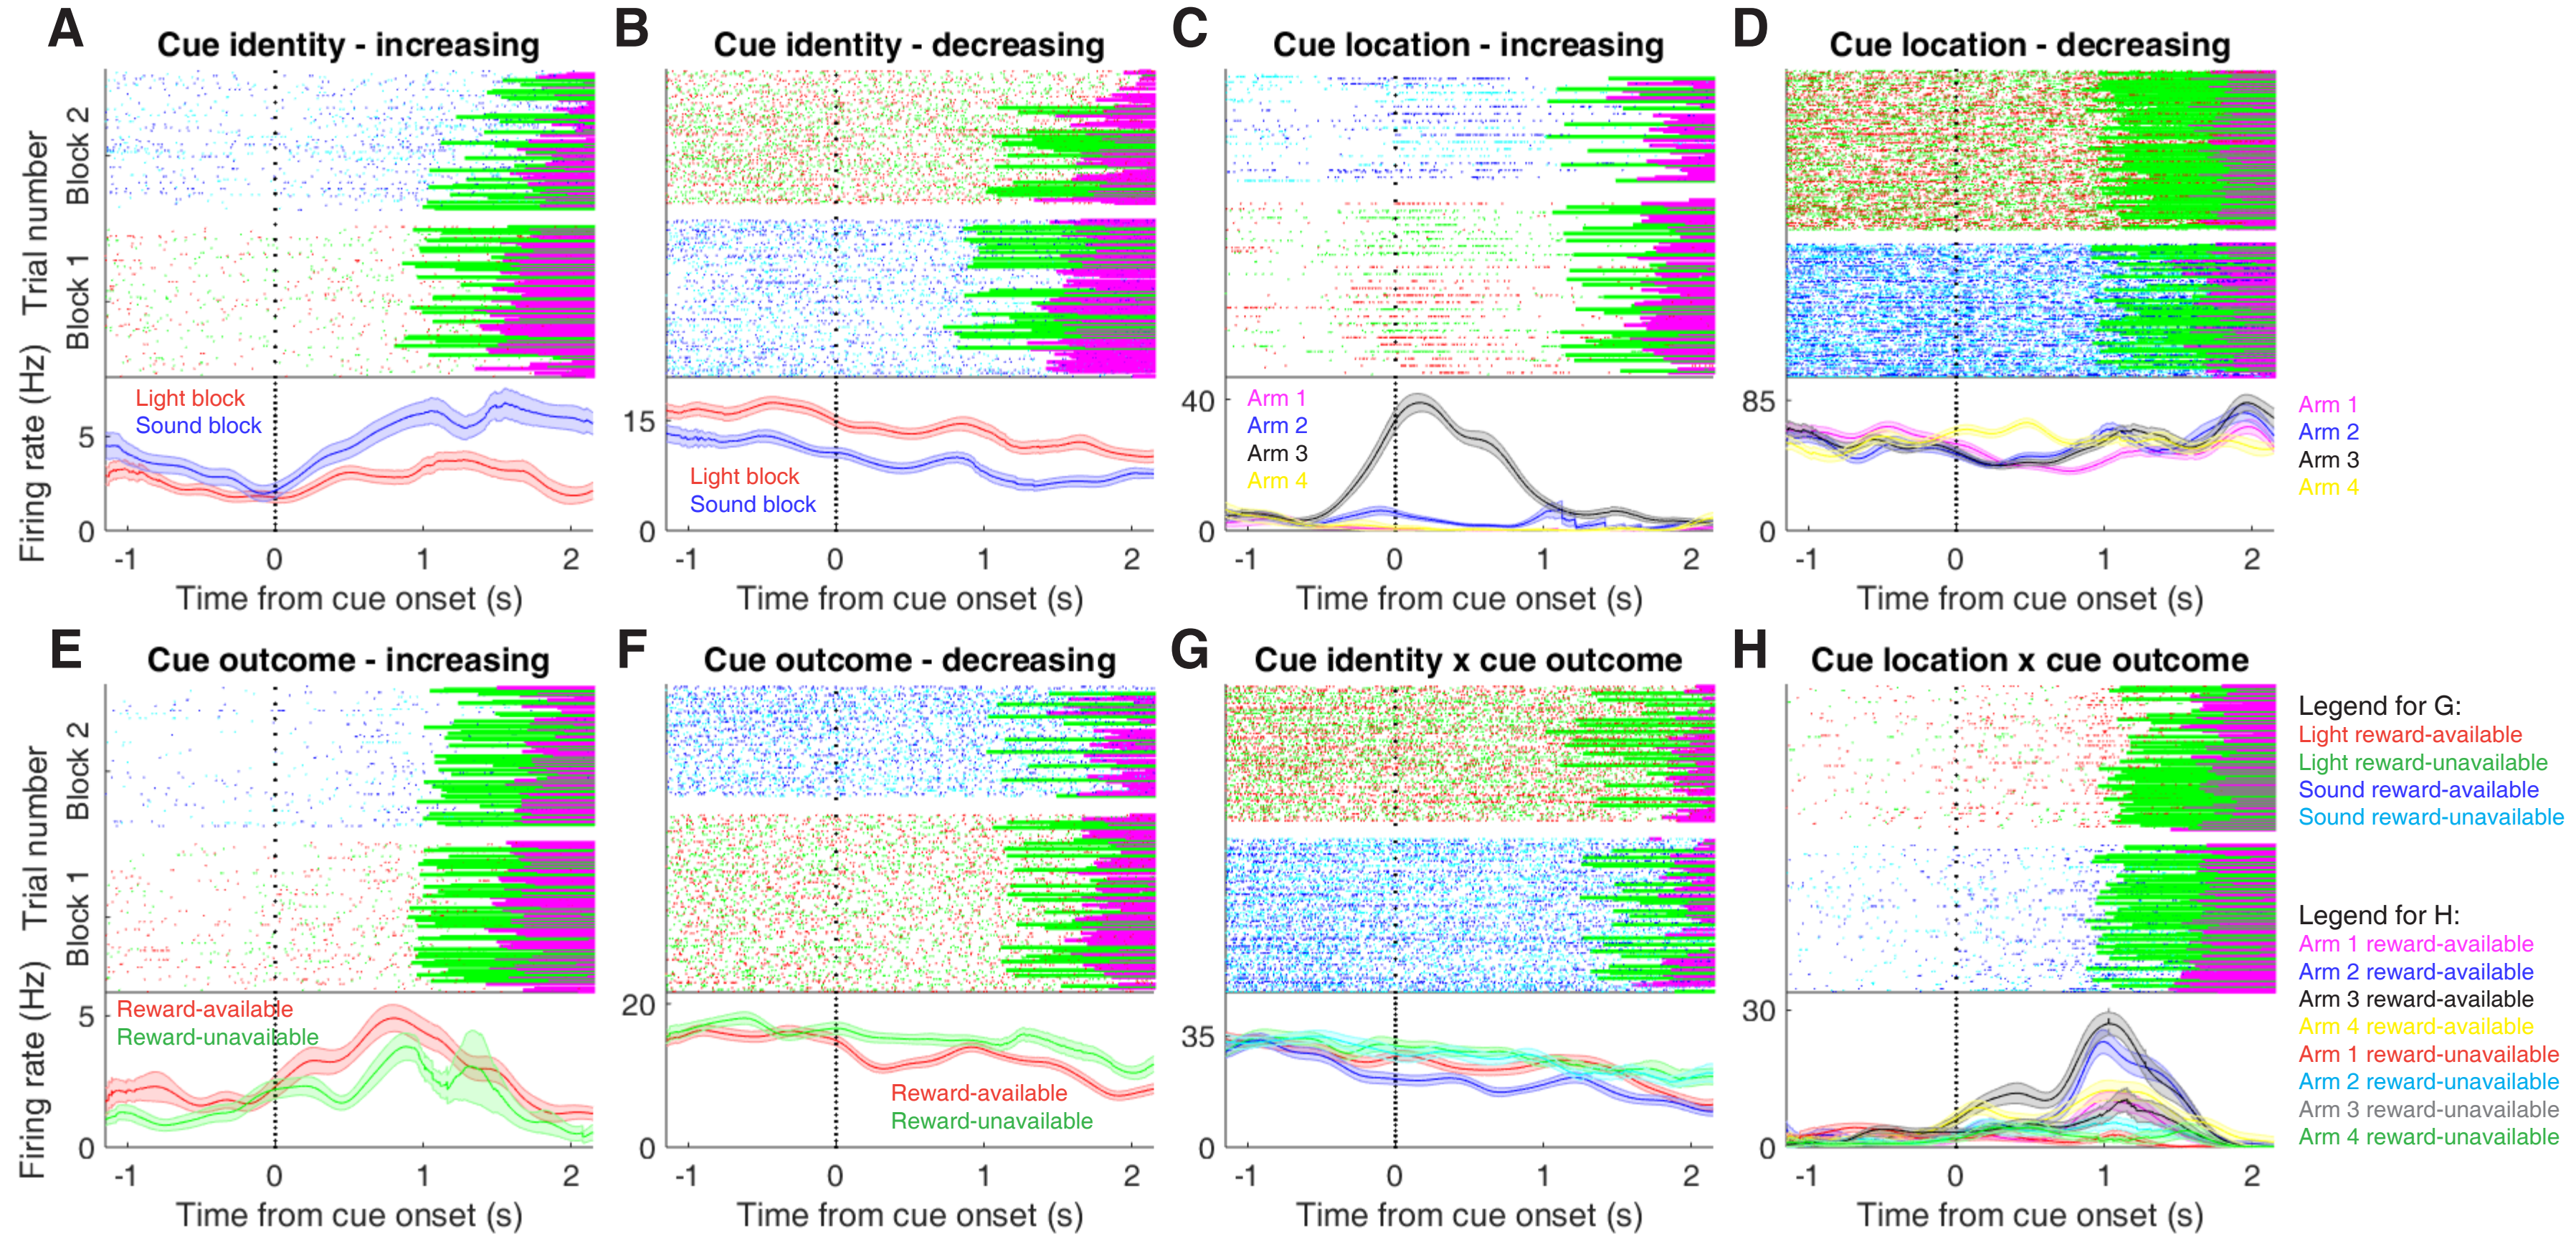 A
Cue identity - increasing
Trial number
Block 2
Block 1
Firing rate (Hz)
Light block
Sound block
5
0
-1 0 1 2
Time from cue onset (s)
B
Cue identity - decreasing
15
0
Light block
Sound block
-1 0 1 2
Time from cue onset (s)
C
Cue location - increasing
40
0
Arm 1
Arm 2
Arm 3
Arm 4
-1 0 1 2
Time from cue onset (s)
D
Cue location - decreasing
85
0
Arm 1
Arm 2
Arm 3
Arm 4
-1 0 1 2
Time from cue onset (s)
E
Cue outcome - increasing
Trial number
Block 2
Block 1
Firing rate (Hz)
Reward-available
Reward-unavailable
5
0
-1 0 1 2
Time from cue onset (s)
F
Cue outcome - decreasing
20
0
Reward-available
Reward-unavailable
-1 0 1 2
Time from cue onset (s)
G
Cue identity x cue outcome
35
0
-1 0 1 2
Time from cue onset (s)
H
Cue location x cue outcome
30
0
-1 0 1 2
Time from cue onset (s)
Legend for G:
Light reward-available
Light reward-unavailable
Sound reward-available
Sound reward-unavailable
Legend for H:
Arm 1 reward-available
Arm 2 reward-available
Arm 3 reward-available
Arm 4 reward-available
Arm 1 reward-unavailable
Arm 2 reward-unavailable
Arm 3 reward-unavailable
Arm 4 reward-unavailable